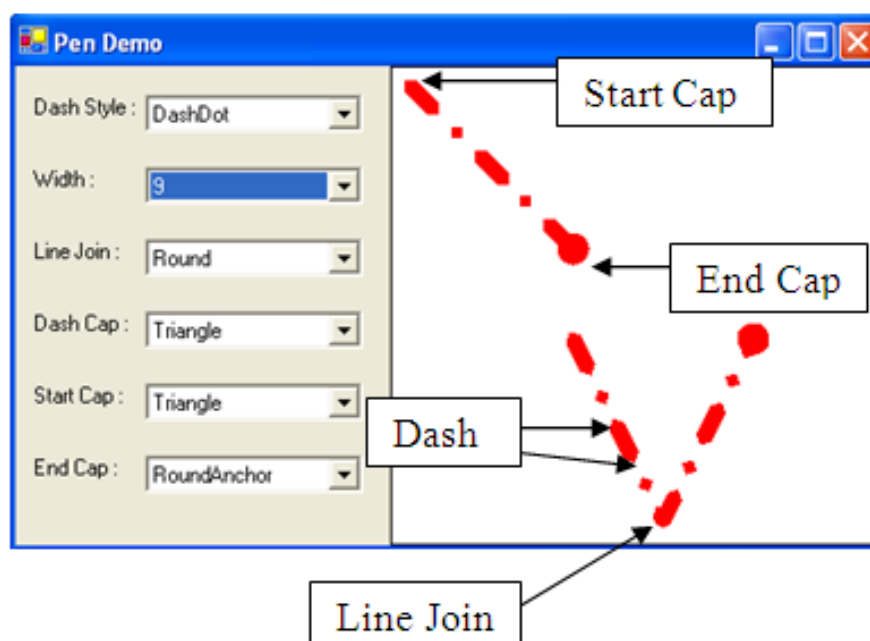 Pen Demo
Dash Style :
DashDot
Width :
9
Line Join :
Round
Dash Cap :
Triangle
Start Cap :
Triangle
End Cap :
RoundAnchor
Start Cap
End Cap
Dash
Line Join